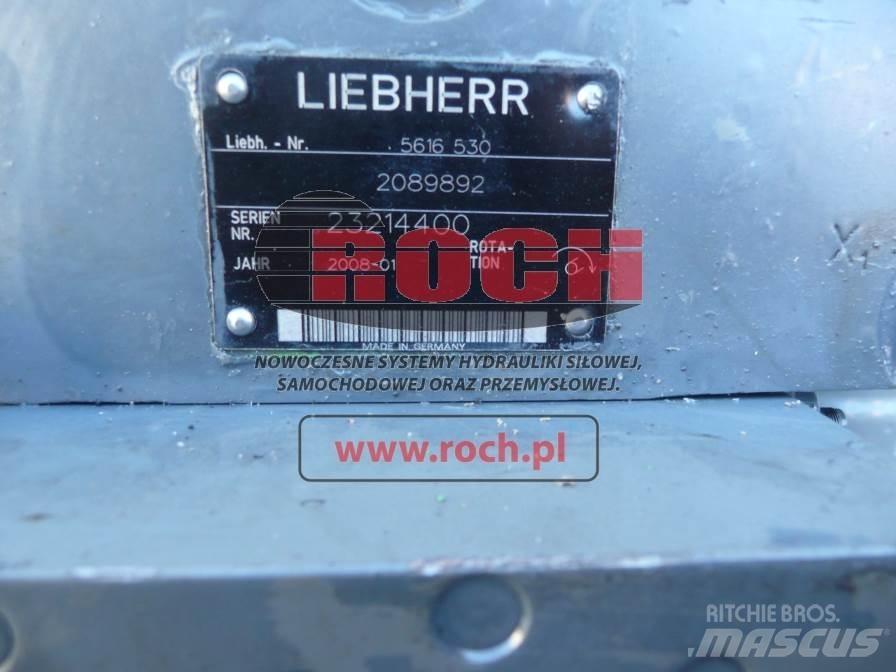 LIEBHERR
Liebh. - Nr. 5616 530
2089892
SERIEN NR. 23214400
JAHR 2008-01 ROTA-TION
MADE IN GERMANY
ROCH
NOWOCZESNE SYSTEMY HYDRAULIKI SIŁOWEJ,
SAMOCHODOWEJ ORAZ PRZEMYSŁOWEJ.
www.roch.pl
X₁
RITCHIE BROS.
MASCUS